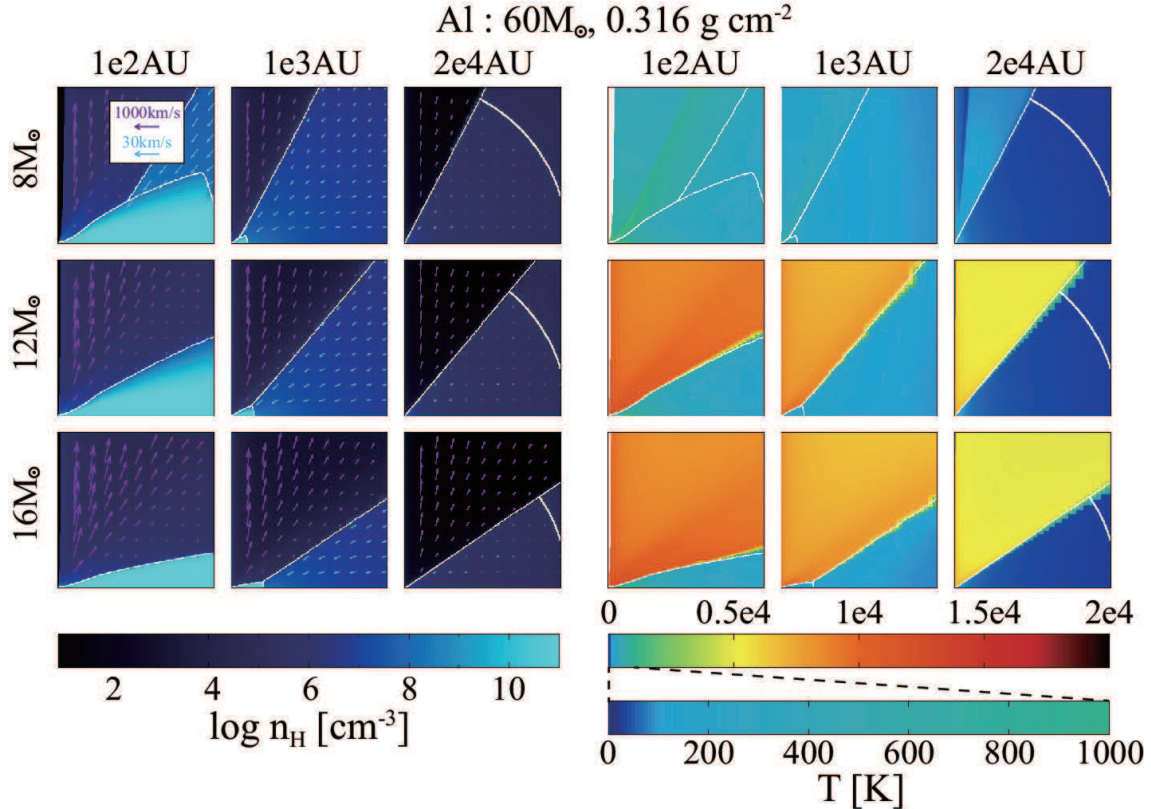 Al : 60M☉, 0.316 g cm⁻²
1e2AU 1e3AU 2e4AU 1e2AU 1e3AU 2e4AU
1000km/s
30km/s
8M☉
12M☉
16M☉
0 0.5e4 1e4 1.5e4 2e4
2 4 6 8 10
log n_H [cm⁻³]
0 200 400 600 800 1000
T [K]